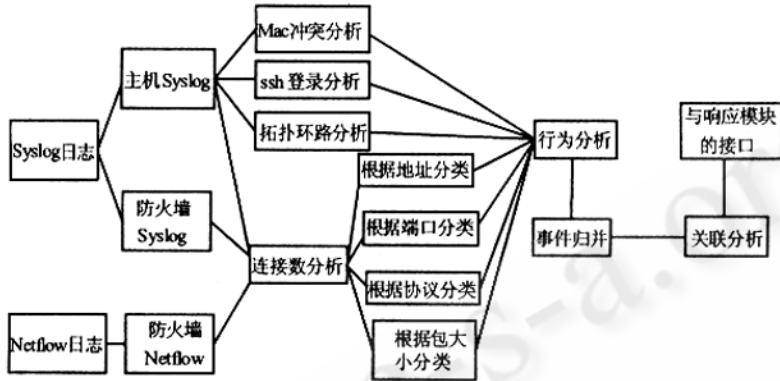 Mac冲突分析
主机Syslog
ssh登录分析
拓扑环路分析
Syslog日志
防火墙
Syslog
连接数分析
根据地址分类
根据端口分类
根据协议分类
根据包大
小分类
Netflow日志
防火墙
Netflow
行为分析
与响应模块
的接口
事件归并
关联分析
s-a.or